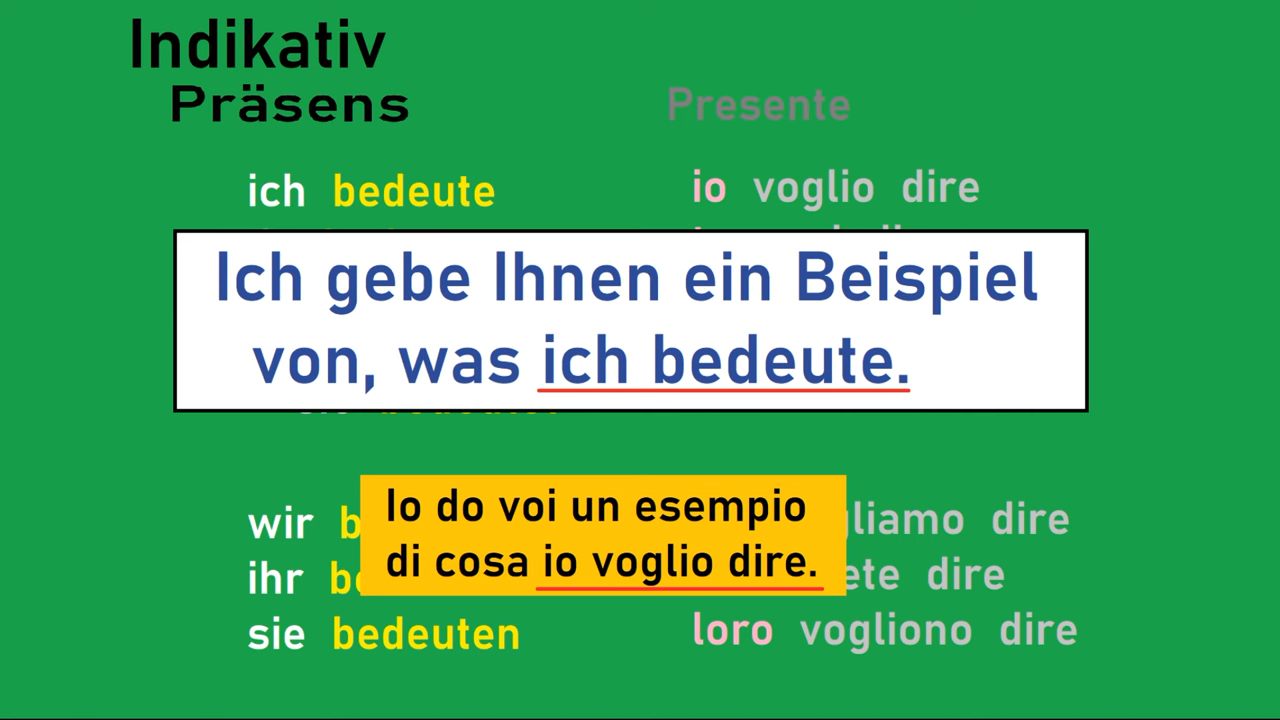 Indikativ
Präsens
Presente
ich bedeute
io voglio dire
Ich gebe Ihnen ein Beispiel
von, was ich bedeute.
Io do voi un esempio
di cosa io voglio dire.
wir
dire
ihr
dire
sie bedeuten
loro vogliono dire